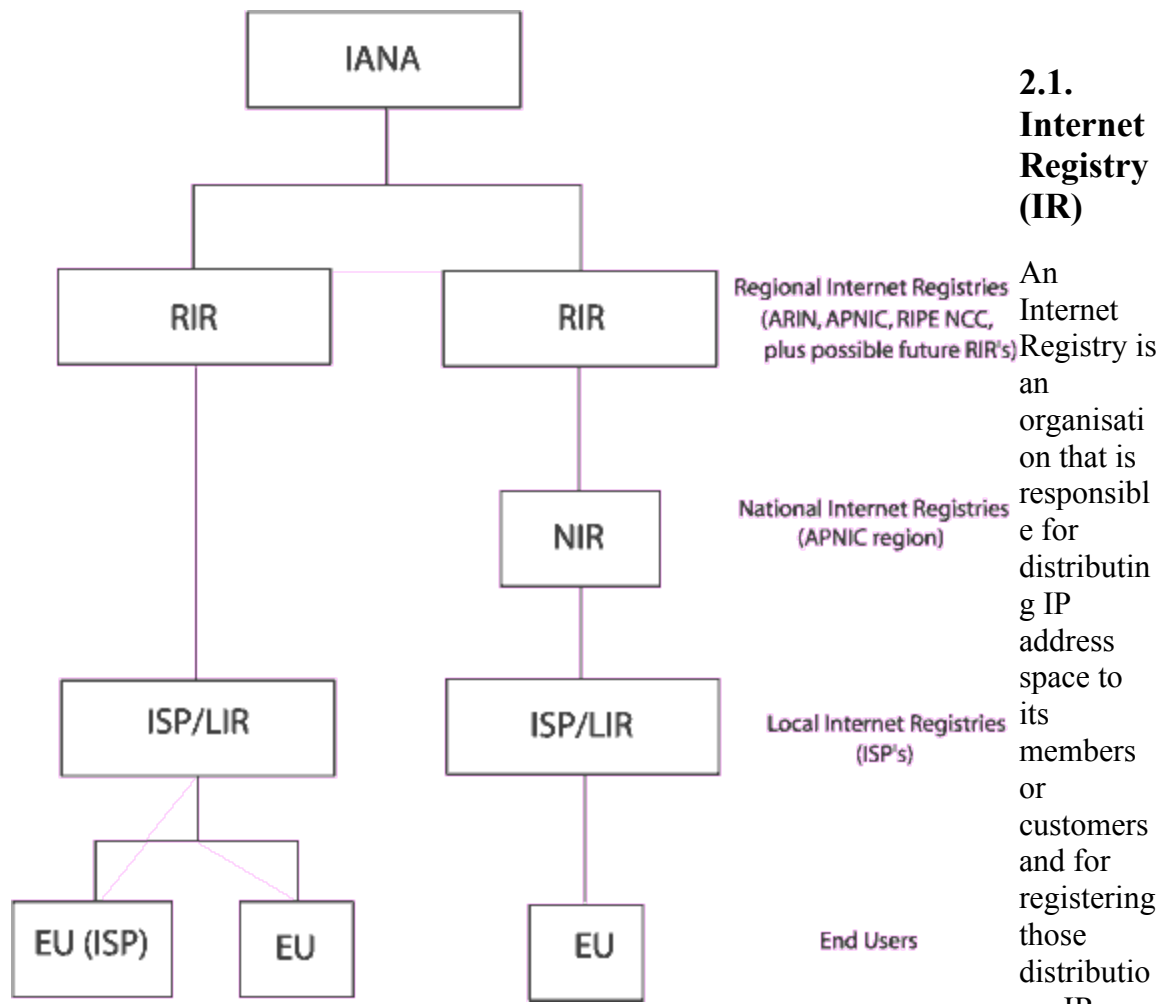 IANA
RIR
RIR
Regional Internet Registries
(ARIN, APNIC, RIPE NCC,
plus possible future RIR's)
NIR
National Internet Registries
(APNIC region)
ISP/LIR
ISP/LIR
Local Internet Registries
(ISP's)
EU (ISP)
EU
EU
End Users
2.1.
Internet
Registry
(IR)
An
Internet
Registry is
an
organisati
on that is
responsibl
e for
distributin
g IP
address
space to
its
members
or
customers
and for
registering
those
distributio